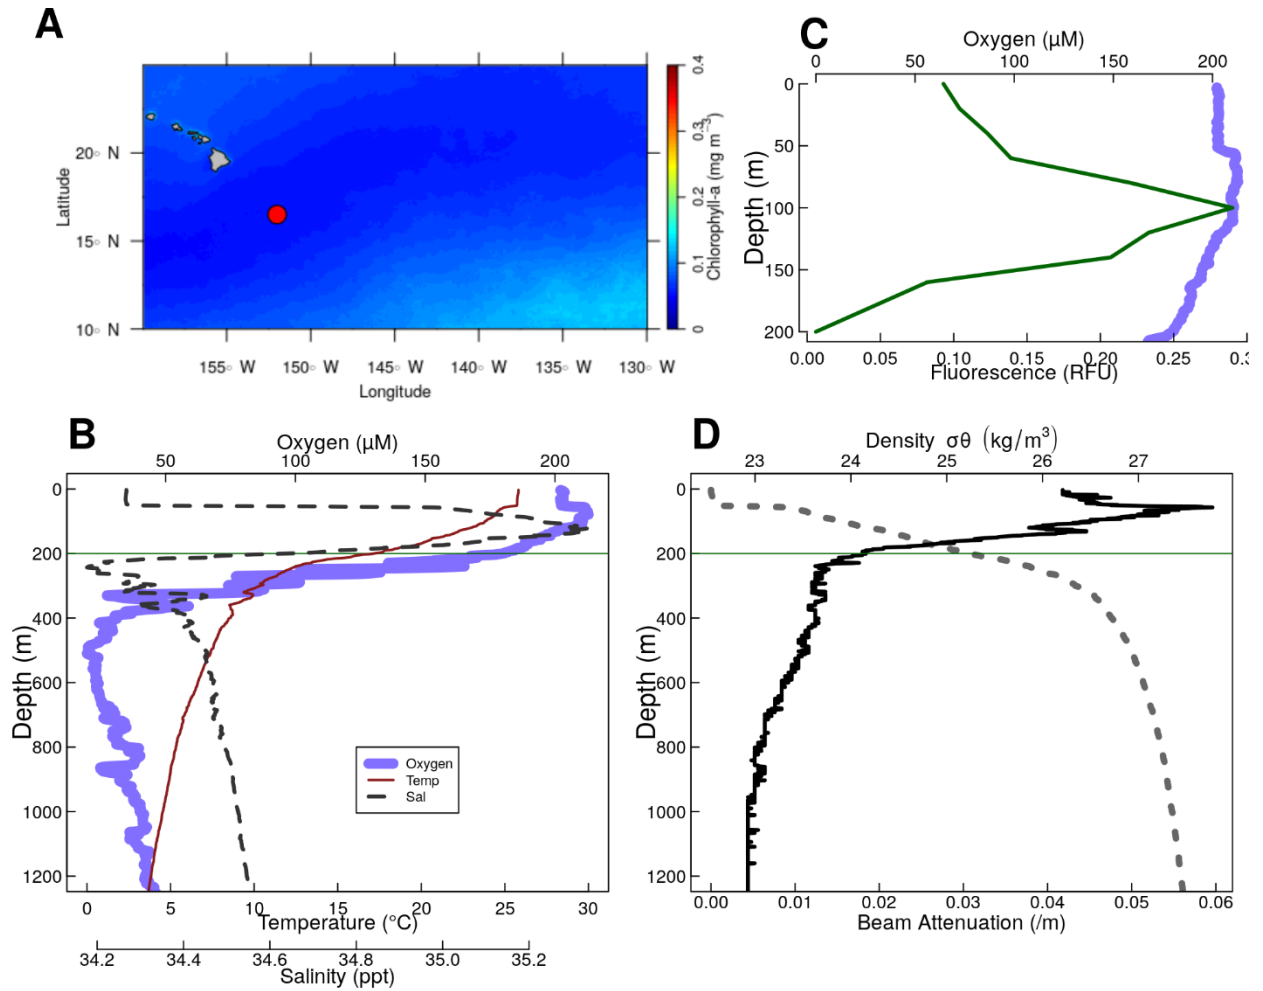 A
20° N
15° N
10° N
Latitude
155° W
150° W
145° W
140° W
135° W
130° W
Longitude
0
0.1
0.2
0.3
0.4
Chlorophyll-a (mg m⁻³)
C
Oxygen (µM)
0
50
100
150
200
0
50
100
150
200
Depth (m)
0.00
0.05
0.10
0.15
0.20
0.25
Fluorescence (RFU)
B
Oxygen (µM)
50
100
150
200
0
200
400
600
800
1000
1200
Depth (m)
Oxygen
Temp
Sal
0
5
10
15
20
25
30
Temperature (°C)
34.2
34.4
34.6
34.8
35.0
35.2
Salinity (ppt)
D
Density σθ (kg/m³)
23
24
25
26
27
0
200
400
600
800
1000
1200
Depth (m)
0.00
0.01
0.02
0.03
0.04
0.05
0.06
Beam Attenuation (/m)